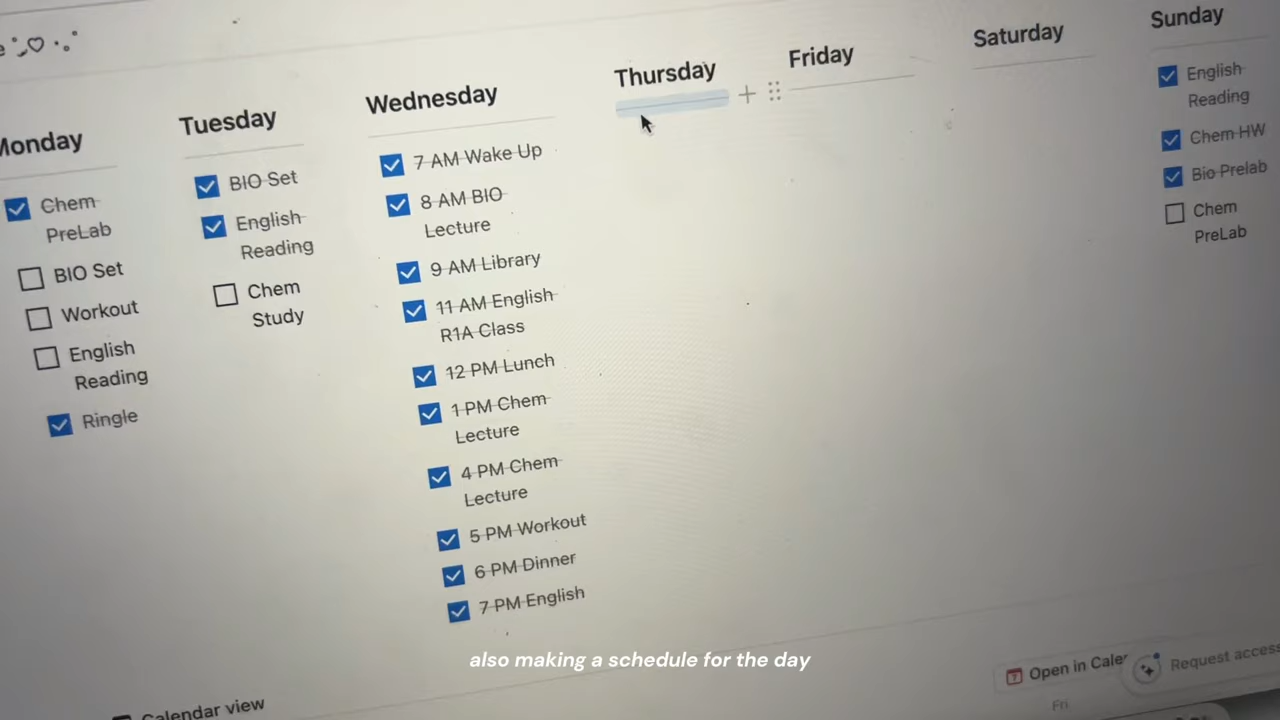 Monday
Chem
PreLab
BIO Set
Workout
English
Reading
Ringle
Tuesday
BIO Set
English
Reading
Chem
Study
Wednesday
7 AM Wake Up
8 AM BIO
Lecture
9 AM Library
11 AM English
R1A Class
12 PM Lunch
1 PM Chem
Lecture
4 PM Chem
Lecture
5 PM Workout
6 PM Dinner
7 PM English
Thursday
Friday
Saturday
Sunday
English
Reading
Chem HW
Bio Prelab
Chem
PreLab
also making a schedule for the day
Calendar view
Open in
Request access
Fri